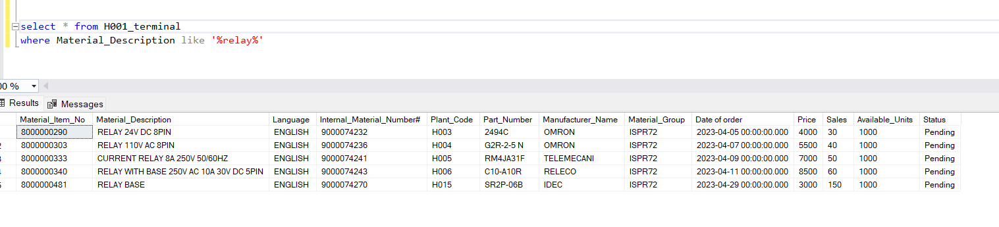 select * from H001_terminal
where Material_Description like '%relay%'
00 %
Results Messages
Material_Item_No Material_Description Language Internal_Material_Number# Plant_Code Part_Number Manufacturer_Name Material_Group Date of order Price Sales Available_Units Status
8000000290 RELAY 24V DC 8PIN ENGLISH 9000074232 H003 2494C OMRON ISPR72 2023-04-05 00:00:00.000 4000 30 1000 Pending
2 8000000303 RELAY 110V AC 8PIN ENGLISH 9000074236 H004 G2R-2-5 N OMRON ISPR72 2023-04-07 00:00:00.000 5500 40 1000 Pending
3 8000000333 CURRENT RELAY 8A 250V 50/60HZ ENGLISH 9000074241 H005 RM4JA31F TELEMECANI ISPR72 2023-04-09 00:00:00.000 7000 50 1000 Pending
4 8000000340 RELAY WITH BASE 250V AC 10A 30V DC 5PIN ENGLISH 9000074243 H006 C10-A10R RELECO ISPR72 2023-04-11 00:00:00.000 8500 60 1000 Pending
5 8000000481 RELAY BASE ENGLISH 9000074270 H015 SR2P-06B IDEC ISPR72 2023-04-29 00:00:00.000 3000 150 1000 Pending